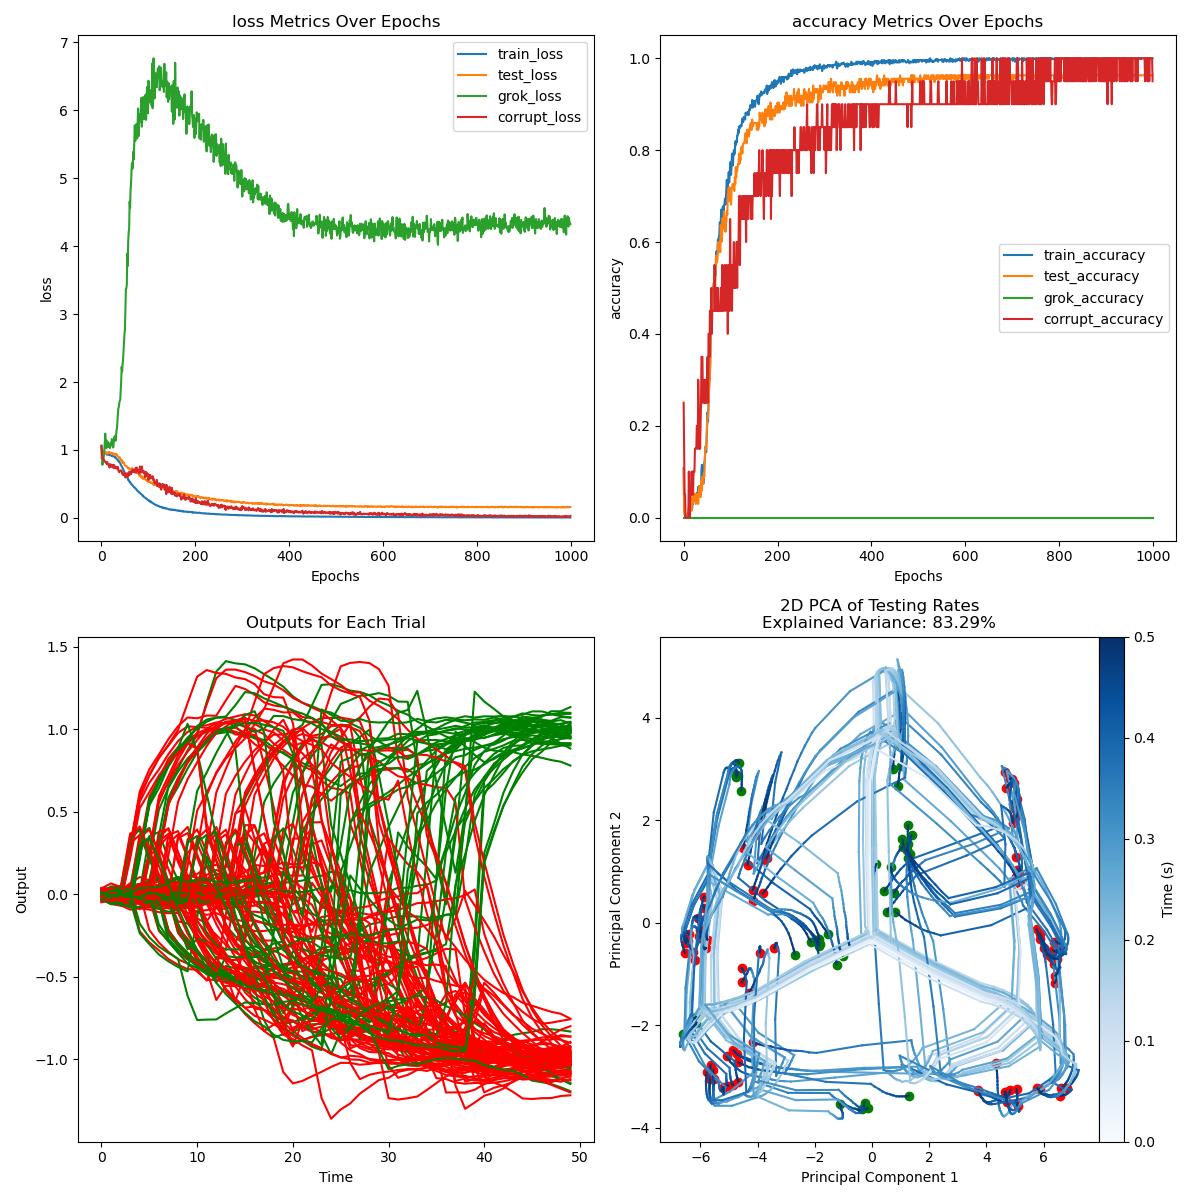 loss Metrics Over Epochs
7
6
5
4
3
2
1
0
loss
train_loss
test_loss
grok_loss
corrupt_loss
0
200
400
600
800
1000
Epochs
accuracy Metrics Over Epochs
1.0
0.8
0.6
0.4
0.2
0.0
accuracy
train_accuracy
test_accuracy
grok_accuracy
corrupt_accuracy
0
200
400
600
800
1000
Epochs
Outputs for Each Trial
1.5
1.0
0.5
0.0
−0.5
−1.0
Output
0
10
20
30
40
50
Time
2D PCA of Testing Rates
Explained Variance: 83.29%
4
2
0
−2
−4
Principal Component 2
−6
−4
−2
0
2
4
6
Principal Component 1
0.5
0.4
0.3
0.2
0.1
0.0
Time (s)